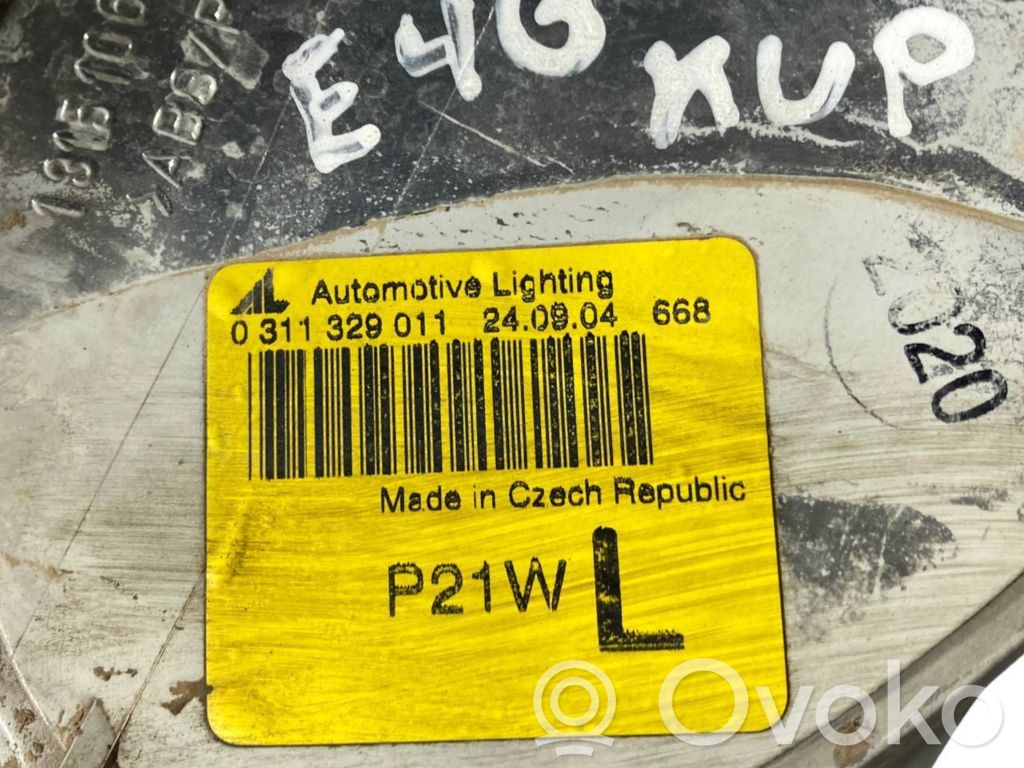 E46 KUP
AL Automotive Lighting
0 311 329 011 24.09.04 668
Made in Czech Republic
P21W L
2020
Ovoko